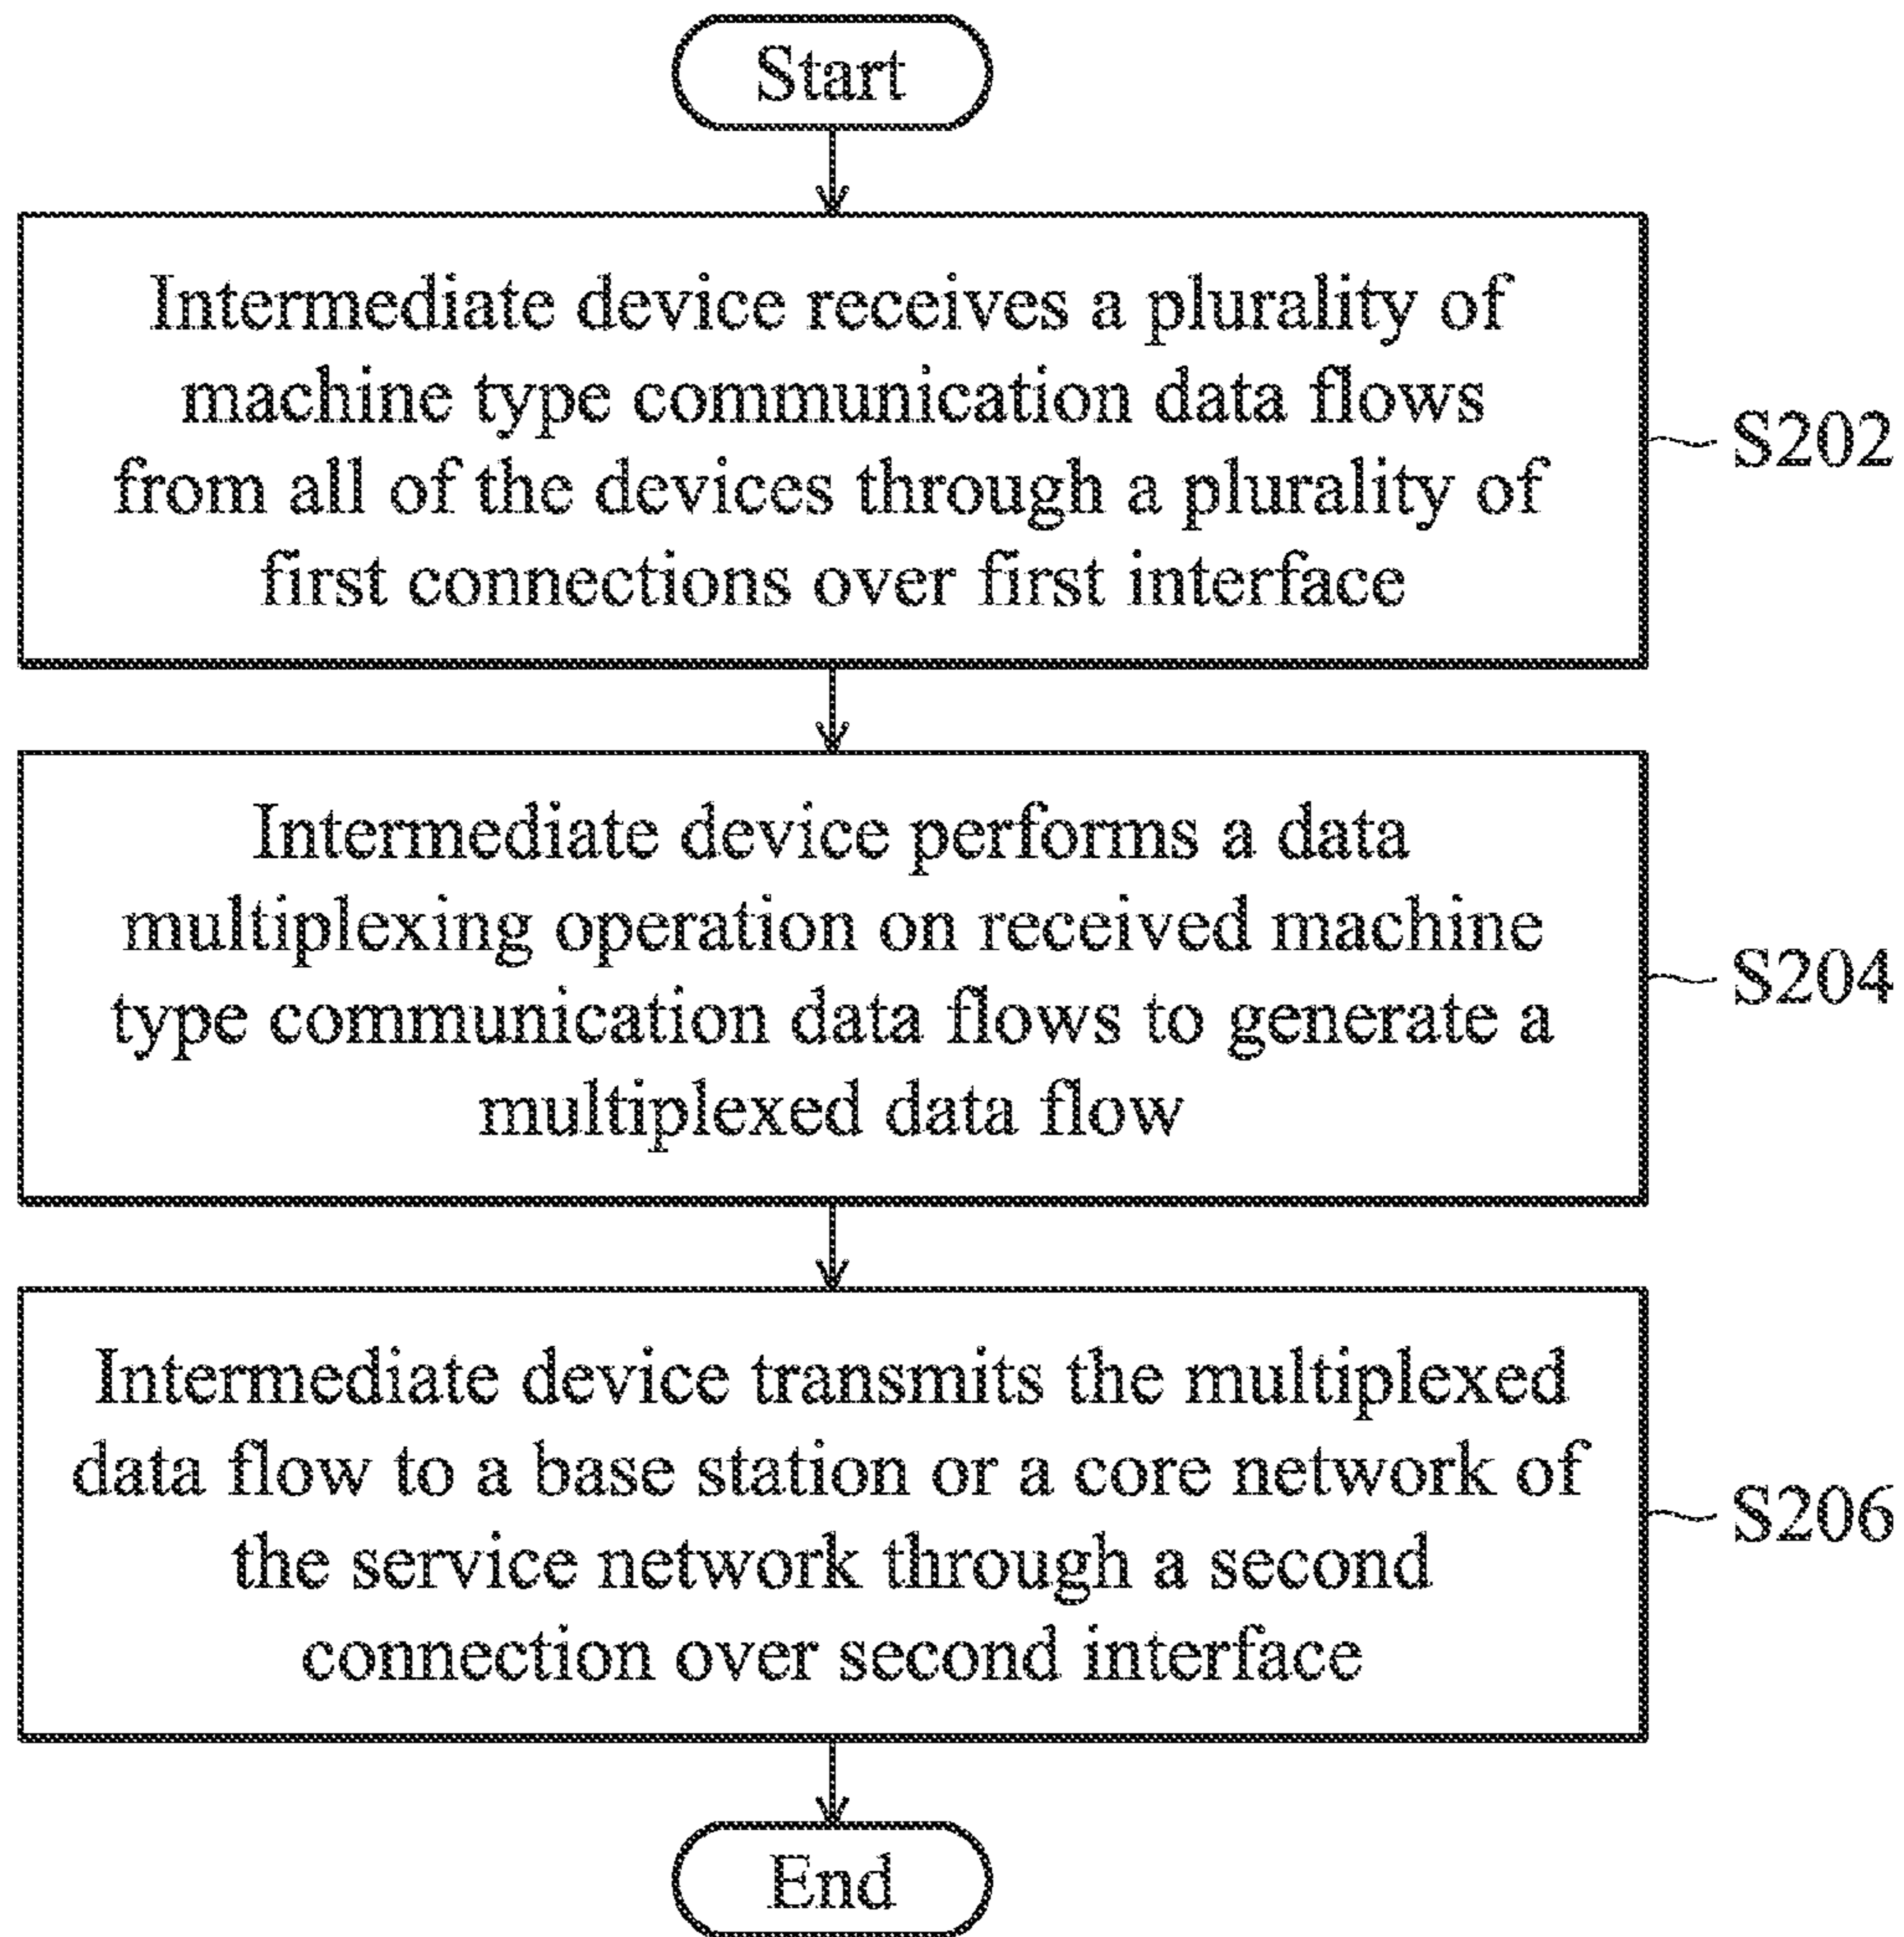 Start
Intermediate device receives a plurality of
machine type communication data flows
from all of the devices through a plurality of
first connections over first interface
S202
Intermediate device performs a data
multiplexing operation on received machine
type communication data flows to generate a
multiplexed data flow
S204
Intermediate device transmits the multiplexed
data flow to a base station or a core network of
the service network through a second
connection over second interface
S206
End